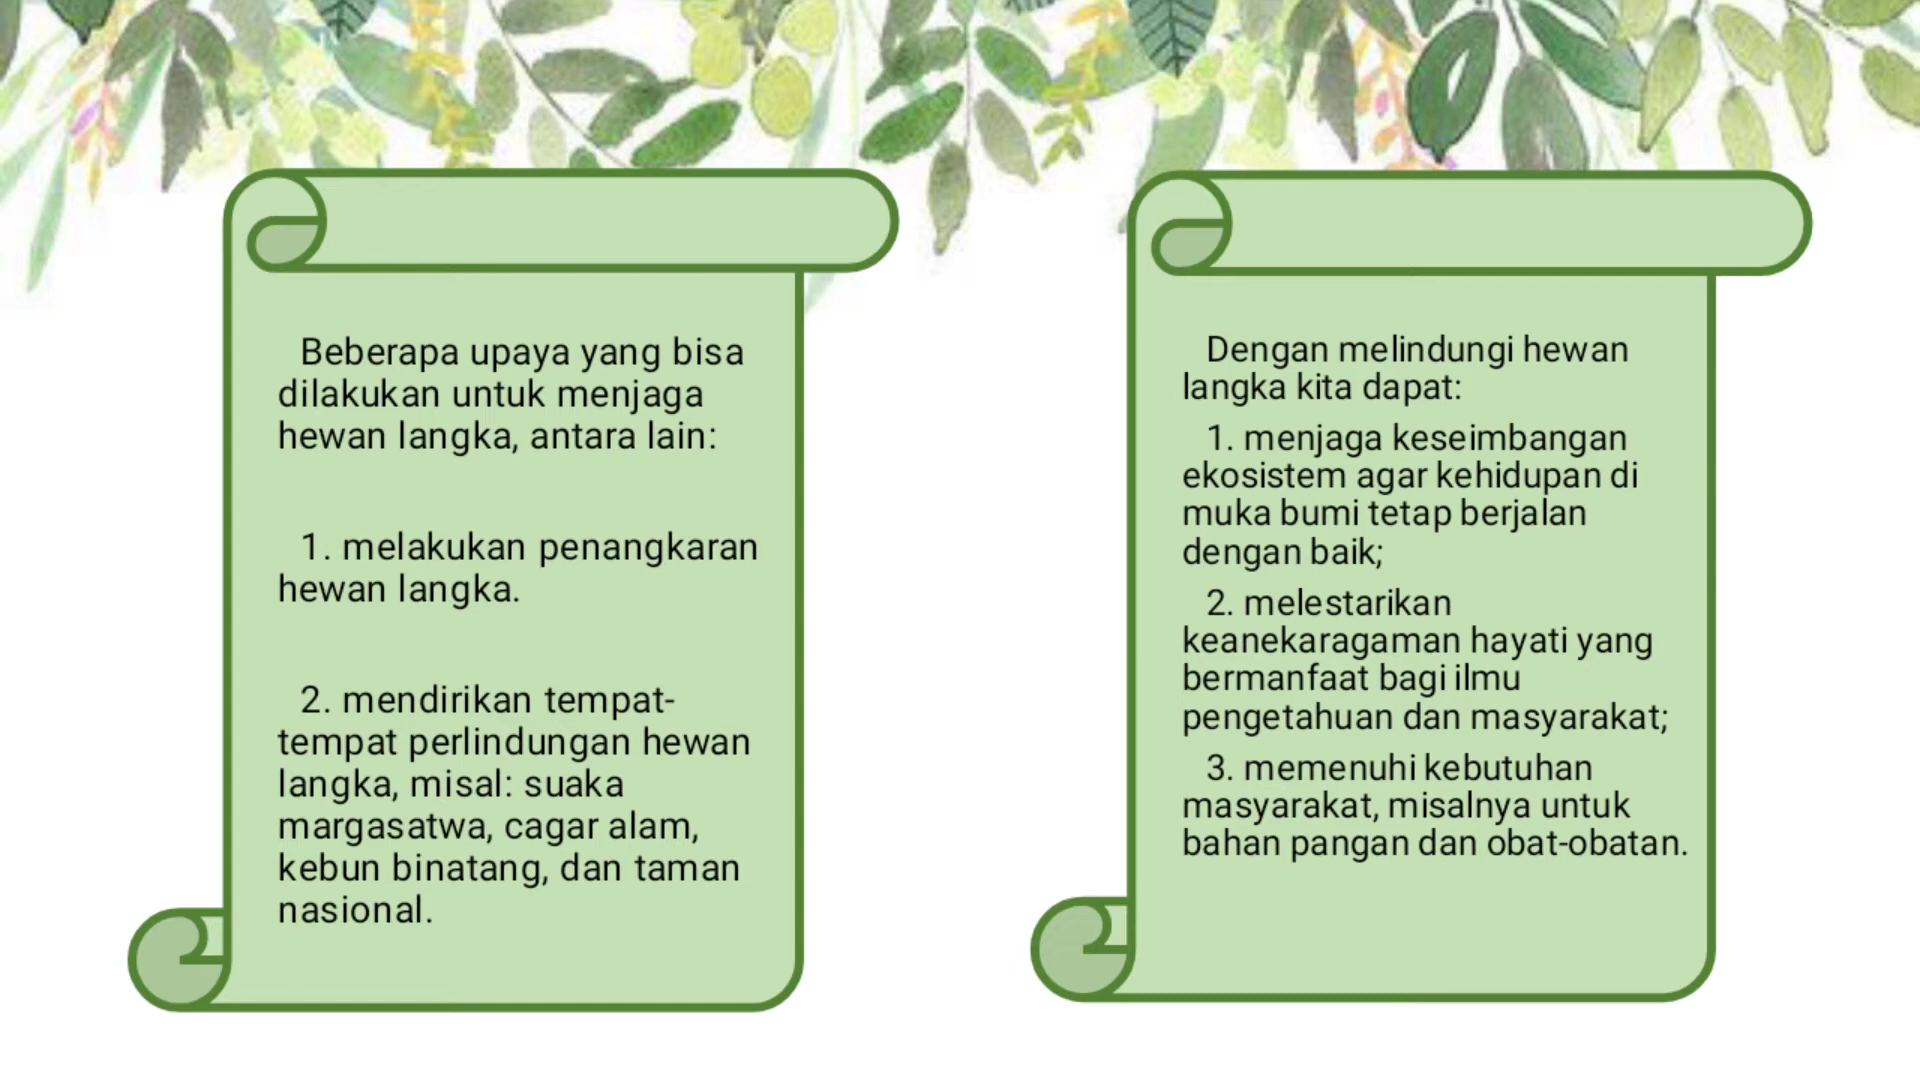 Beberapa upaya yang bisa
dilakukan untuk menjaga
hewan langka, antara lain:
1. melakukan penangkaran
hewan langka.
2. mendirikan tempat-
tempat perlindungan hewan
langka, misal: suaka
margasatwa, cagar alam,
kebun binatang, dan taman
nasional.
Dengan melindungi hewan
langka kita dapat:
1. menjaga keseimbangan
ekosistem agar kehidupan di
muka bumi tetap berjalan
dengan baik;
2. melestarikan
keanekaragaman hayati yang
bermanfaat bagi ilmu
pengetahuan dan masyarakat;
3. memenuhi kebutuhan
masyarakat, misalnya untuk
bahan pangan dan obat-obatan.